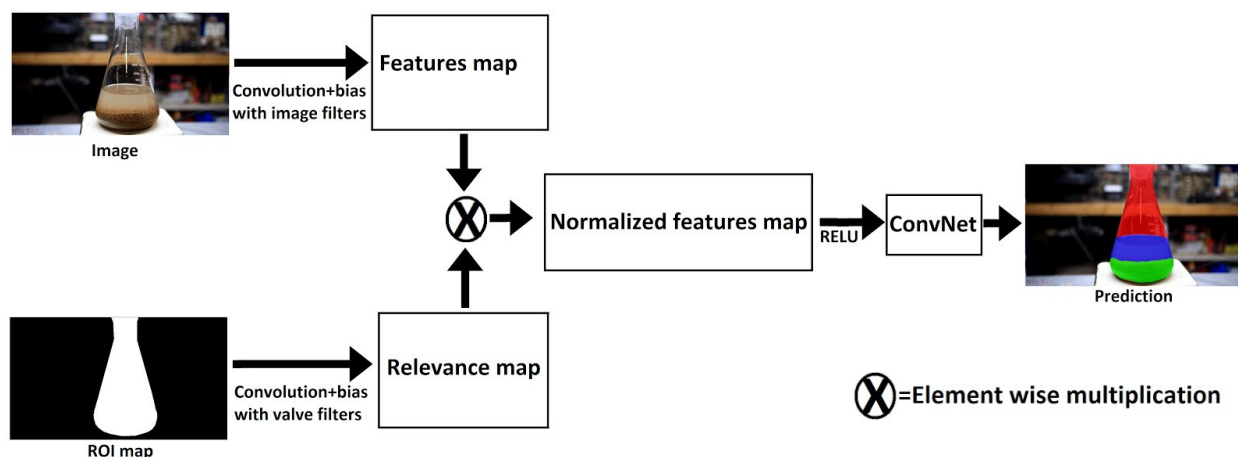 Image
Convolution+bias
with image filters
Features map
X
Normalized features map
RELU
ConvNet
Prediction
ROI map
Convolution+bias
with valve filters
Relevance map
X=Element wise multiplication